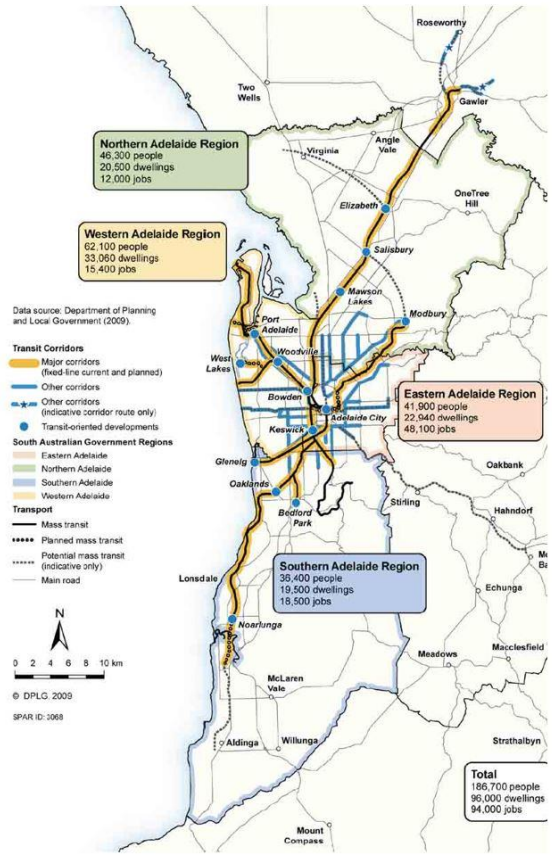 Roseworthy
Two
Wells
Gawler
Northern Adelaide Region
46,300 people
20,500 dwellings
12,000 jobs
Angle
Vale
Virginia
OneTree
Hill
Elizabeth
Western Adelaide Region
62,100 people
33,060 dwellings
15,400 jobs
Salisbury
Mawson
Lakes
Modbury
Data source: Department of Planning
and Local Government (2009).
Port
Adelaide
Transit Corridors
Major corridors
(fixed-line current and planned)
Other corridors
Other corridors
(indicative corridor route only)
Transit-oriented developments
South Australian Government Regions
Eastern Adelaide
Northern Adelaide
Southern Adelaide
Western Adelaide
Transport
Mass transit
Planned mass transit
Potential mass transit
(indicative only)
Main road
West
Lakes
Woodville
Bowden
Adelaide City
Keswick
Eastern Adelaide Region
41,900 people
22,940 dwellings
48,100 jobs
Glenelg
Oaklands
Bedford
Park
Oakbank
Stirling
Hahndorf
Southern Adelaide Region
36,400 people
19,500 dwellings
18,500 jobs
Lonsdale
Echunga
Noarlunga
N
0 2 4 6 8 10 km
© DPLG. 2009
SPAR ID: 3068
Meadows
Macclesfield
McLaren
Vale
Aldinga
Willunga
Strathalbyn
Total
186,700 people
96,000 dwellings
94,000 jobs
Mount
Compass